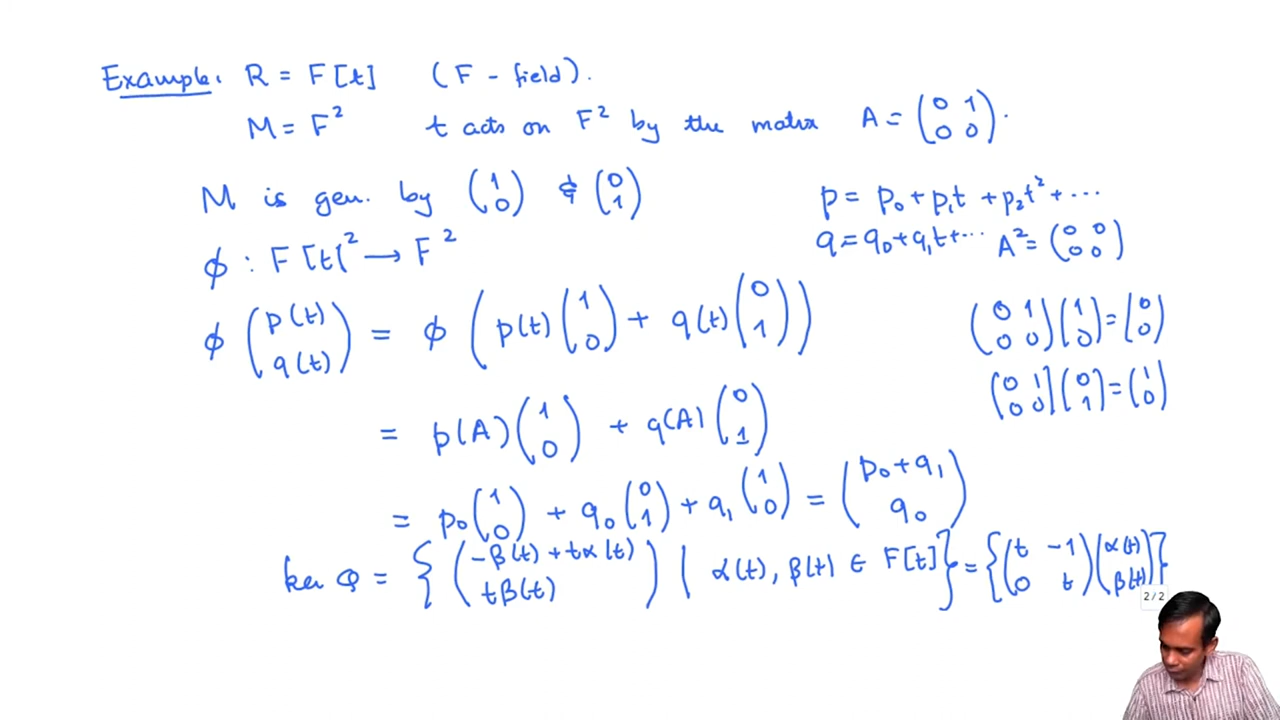 Example: R = F[t] (F - field).
M = F² t acts on F² by the matrix A = (0 1 / 0 0).
M is gen. by (1 / 0) & (0 / 1)
p = p₀ + p₁t + p₂t² + ⋯
q = q₀ + q₁t + ⋯ A² = (0 0 / 0 0)
ϕ : F[t]² → F²
ϕ (p(t) / q(t)) = ϕ (p(t) (1 / 0) + q(t) (0 / 1))
(0 1 / 0 0) (1 / 0) = (0 / 0)
(0 1 / 0 0) (0 / 1) = (1 / 0)
= p(A) (1 / 0) + q(A) (0 / 1)
= p₀ (1 / 0) + q₀ (0 / 1) + q₁ (1 / 0) = (p₀ + q₁ / q₀)
ker ϕ = { (-β(t) + tα(t) / tβ(t)) | α(t), β(t) ∈ F[t] } = { (t -1 / 0 t) (α(t) / β(t)) }
2 / 2